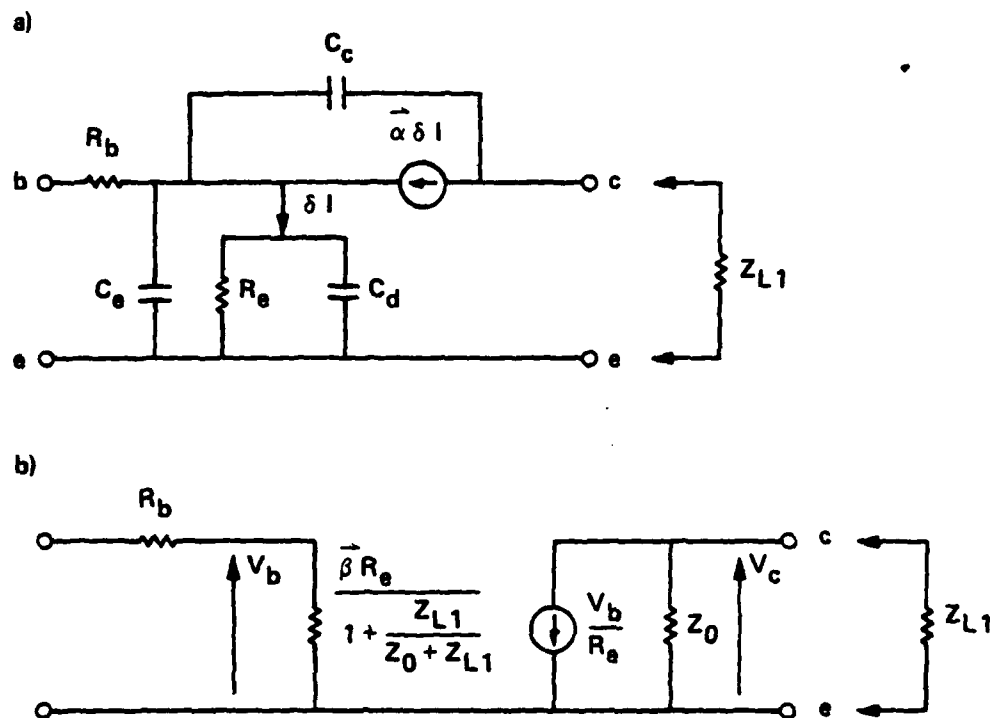 a)
C_c
α⃗ δ I
R_b
b
c
δ I
C_e
R_e
C_d
Z_L1
e
e
b)
R_b
c
V_b
β⃗ R_e
Z_L1
1 + Z_0 + Z_L1
V_b
R_e
Z_0
V_c
Z_L1
e